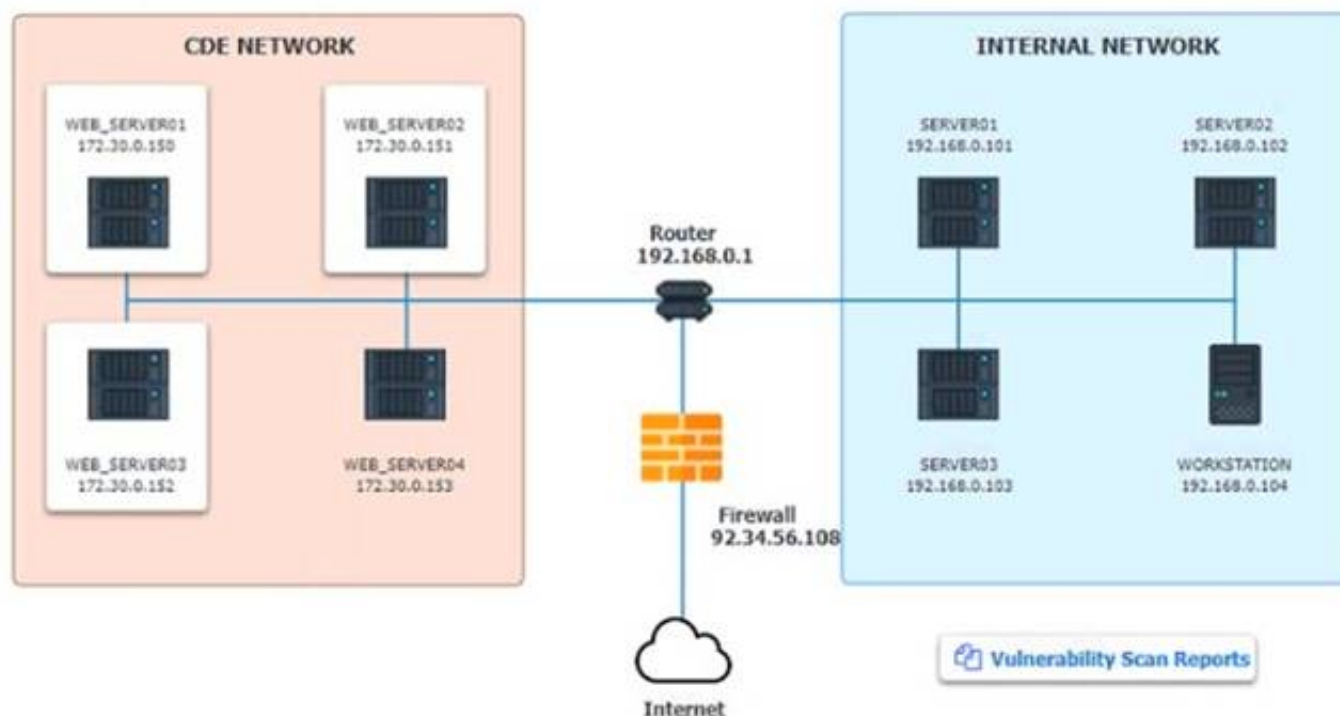 CDE NETWORK
INTERNAL NETWORK
WEB_SERVER01
172.30.0.150
WEB_SERVER02
172.30.0.151
SERVER01
192.168.0.101
SERVER02
192.168.0.102
Router
192.168.0.1
WEB_SERVER03
172.30.0.152
WEB_SERVER04
172.30.0.153
SERVER03
192.168.0.103
WORKSTATION
192.168.0.104
Firewall
92.34.56.108
Vulnerability Scan Reports
Internet